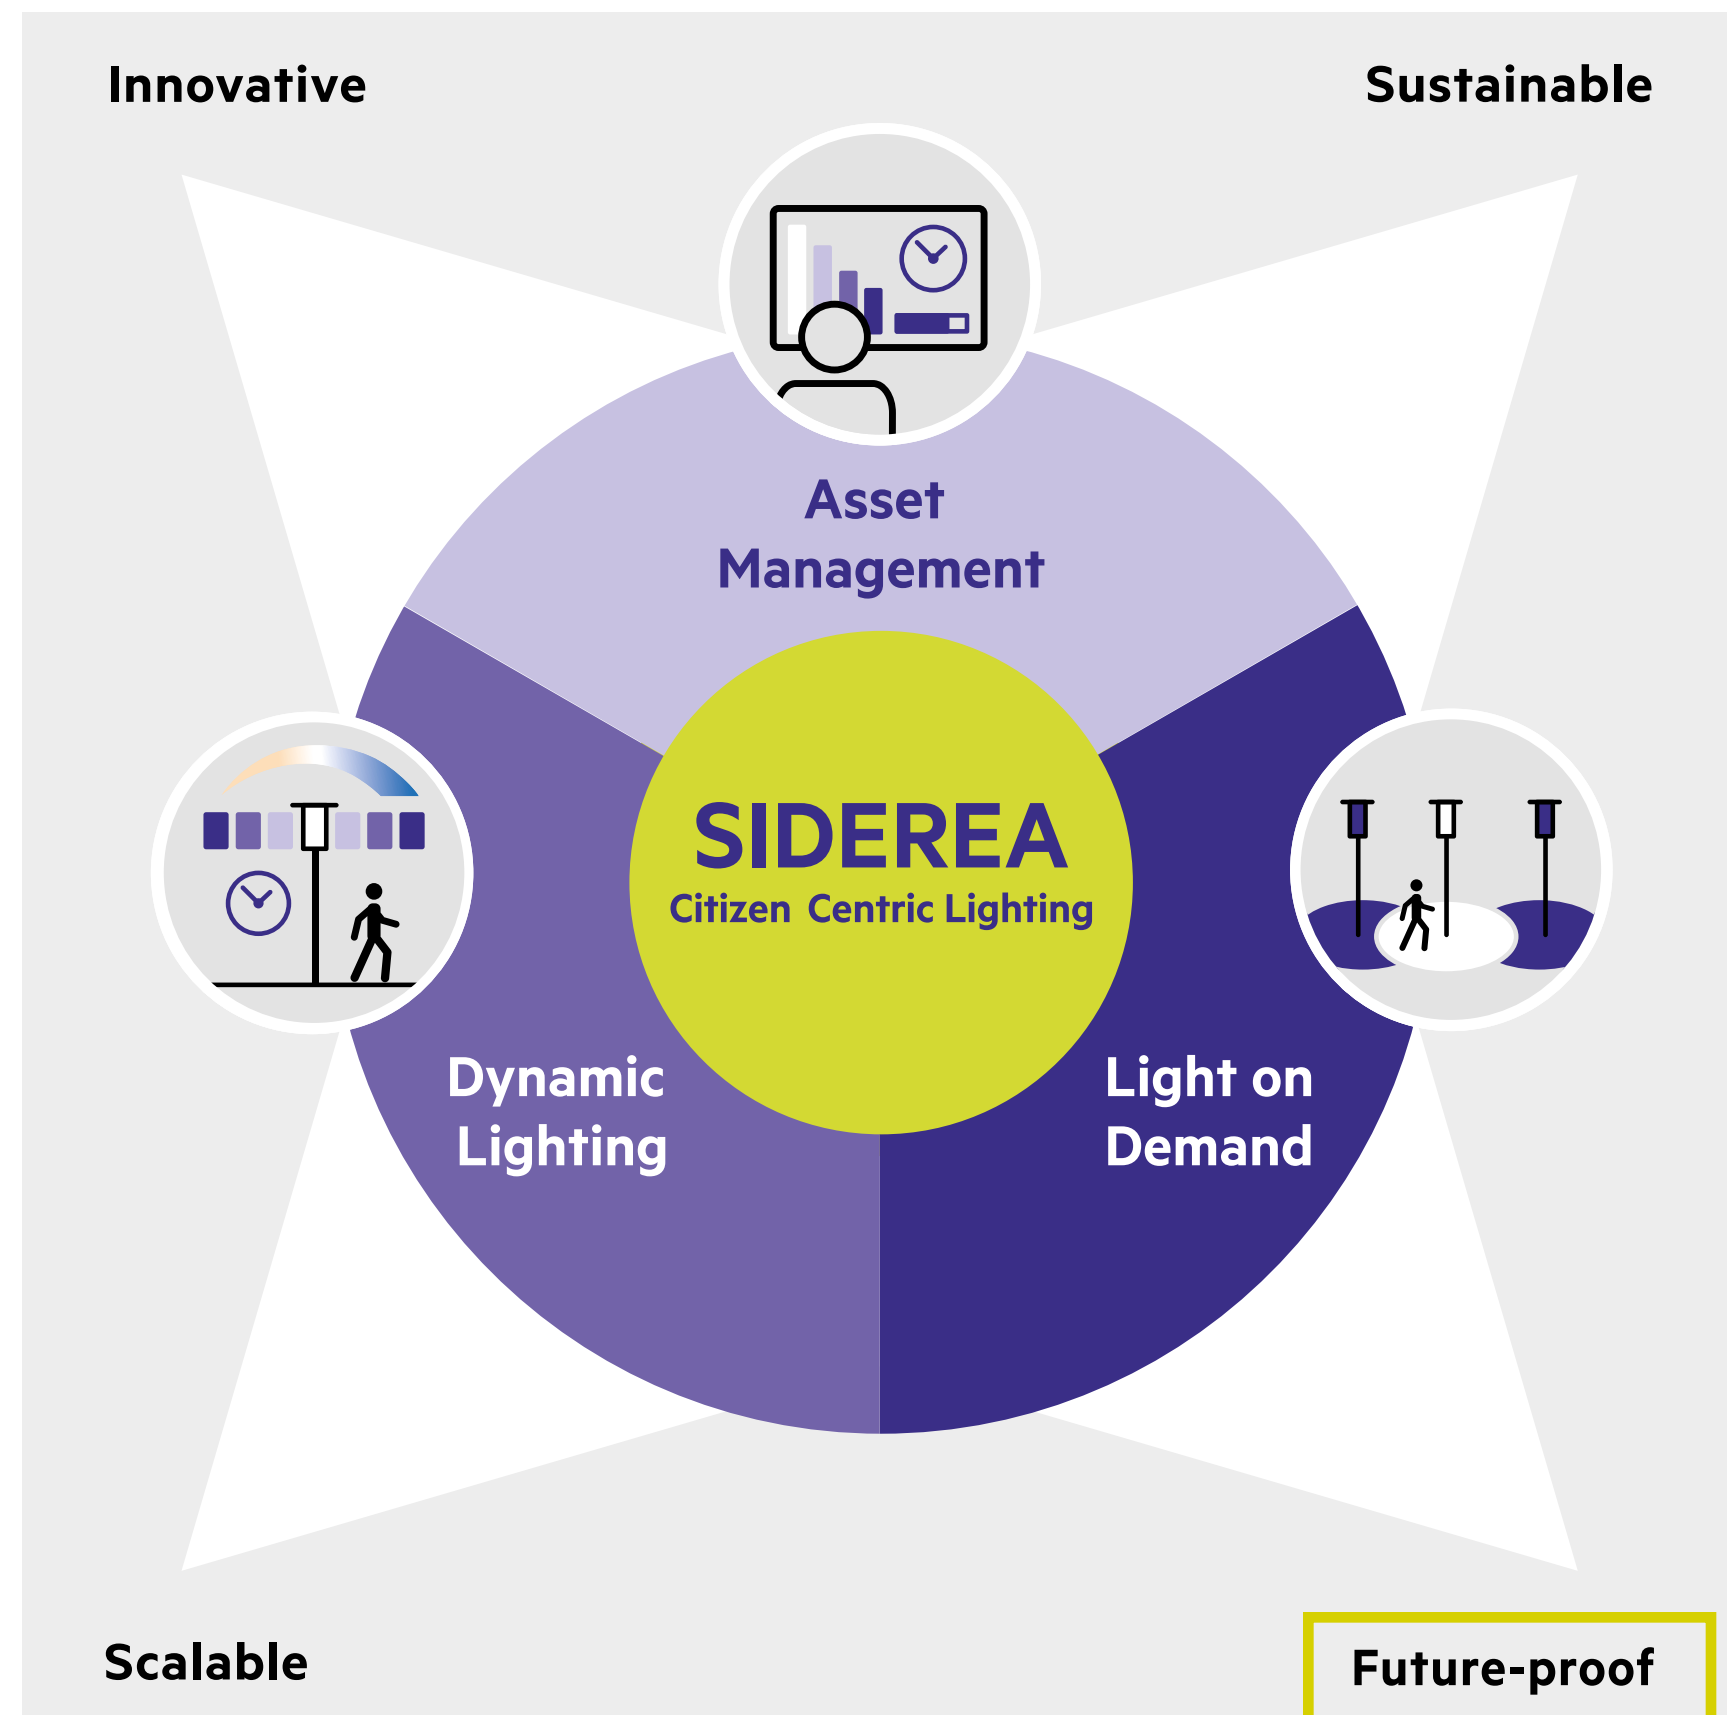 Innovative
Sustainable
Asset
Management
SIDEREA
Citizen Centric Lighting
Dynamic
Lighting
Light on
Demand
Scalable
Future-proof